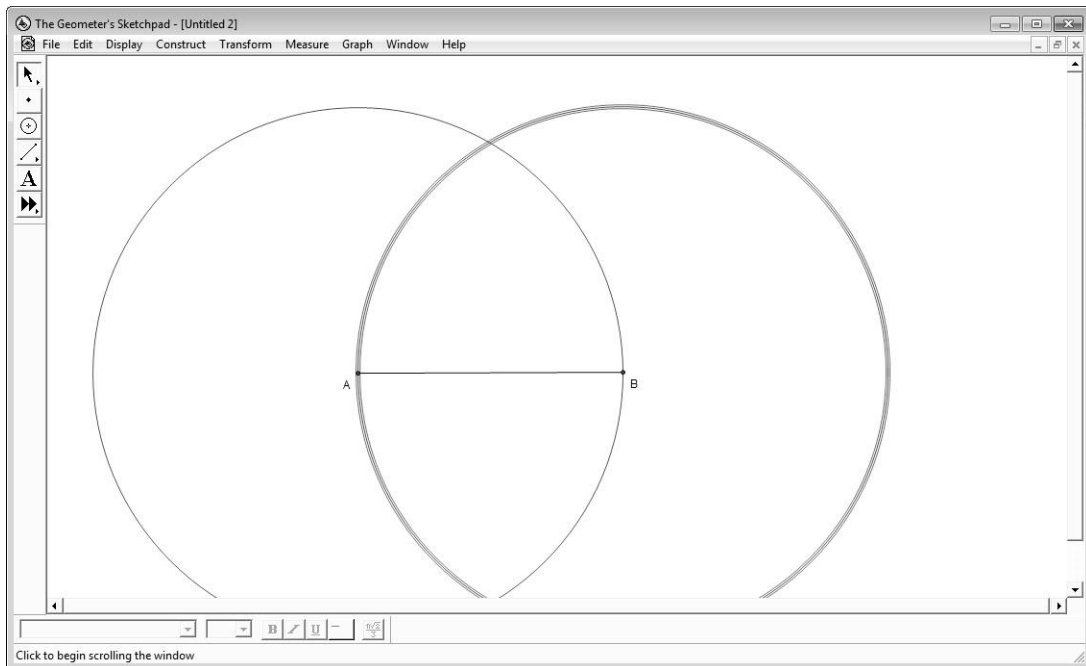 The Geometer's Sketchpad - [Untitled 2]
File Edit Display Construct Transform Measure Graph Window Help
A
A B
B I U
Click to begin scrolling the window